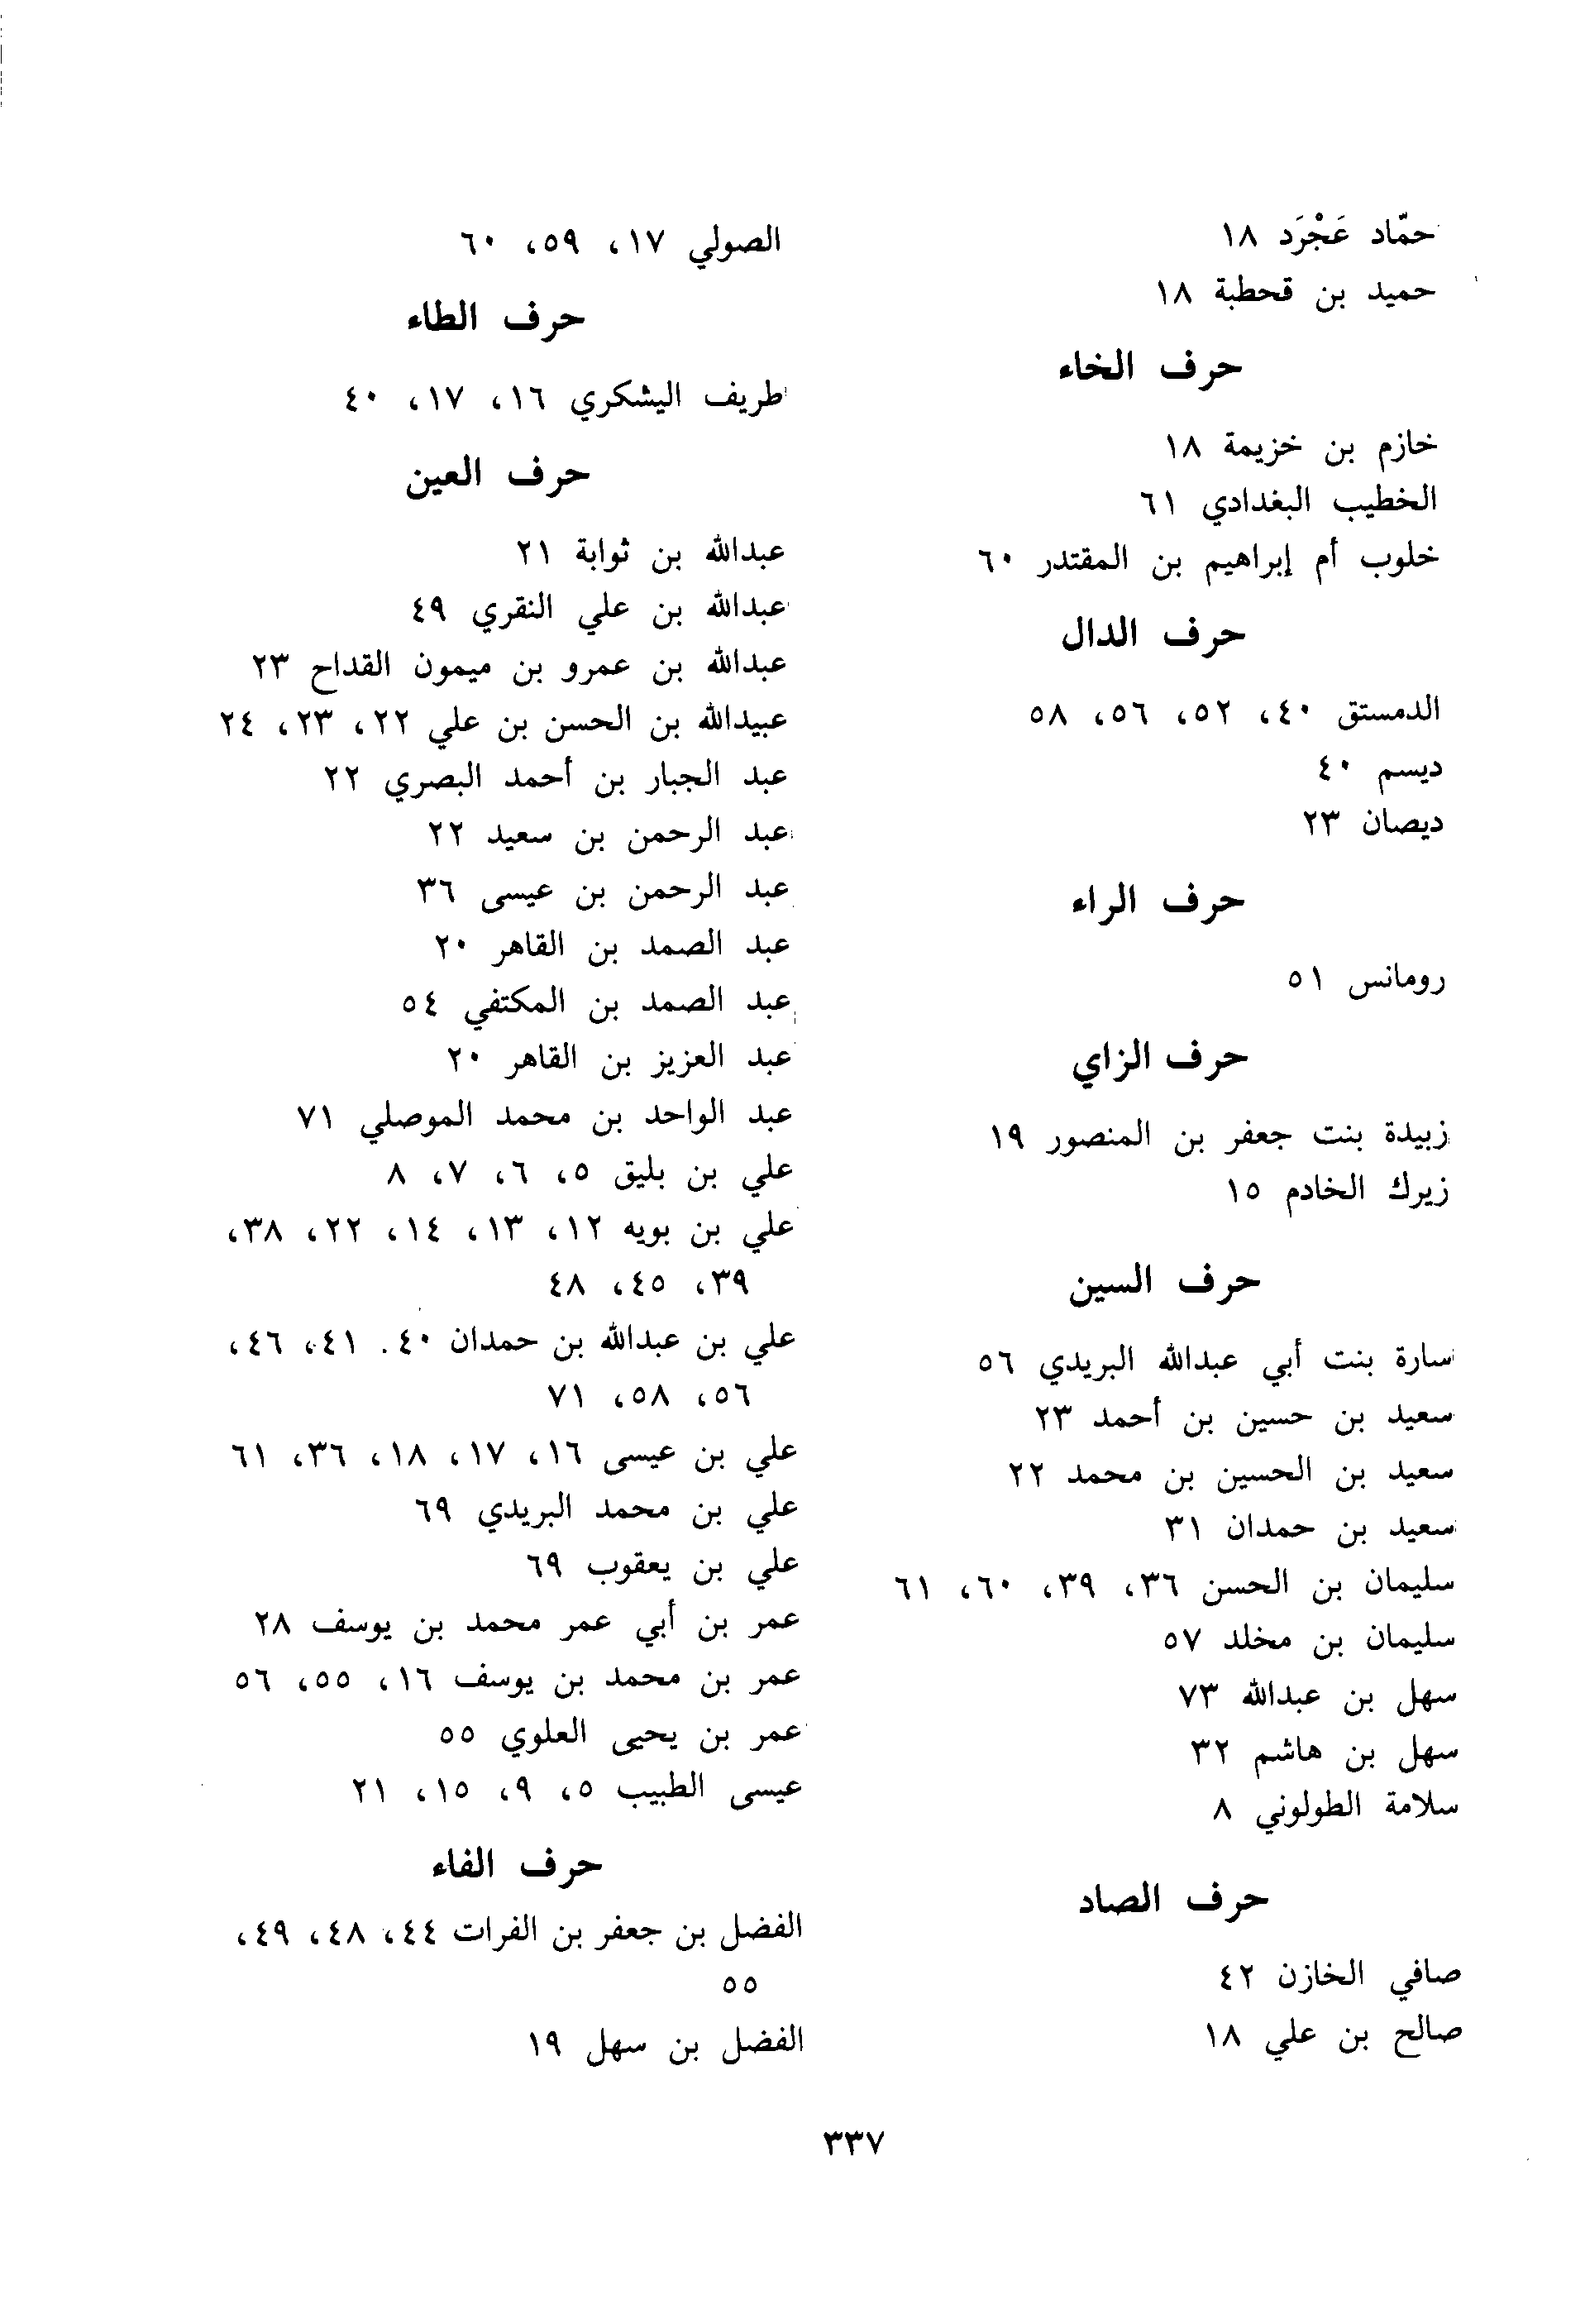 حمّاد عَجْرَد ١٨
حميد بن قحطبة ١٨
حرف الخاء
خازم بن خزيمة ١٨
الخطيب البغدادي ٦١
خلوب أم إبراهيم بن المقتدر ٦٠
حرف الدال
الدمستق ٤٠، ٥٢، ٥٦، ٥٨
ديسم ٤٠
ديصان ٢٣
حرف الراء
رومانس ٥١
حرف الزاي
زبيدة بنت جعفر بن المنصور ١٩
زيرك الخادم ١٥
حرف السين
سارة بنت أبي عبدالله البريدي ٥٦
سعيد بن حسين بن أحمد ٢٣
سعيد بن الحسين بن محمد ٢٢
سعيد بن حمدان ٣١
سليمان بن الحسن ٣٦، ٣٩، ٦٠، ٦١
سليمان بن مخلد ٥٧
سهل بن عبدالله ٧٣
سهل بن هاشم ٣٢
سلامة الطولوني ٨
حرف الصاد
صافي الخازن ٤٢
صالح بن علي ١٨
الصولي ١٧، ٥٩، ٦٠
حرف الطاء
طريف اليشكري ١٦، ١٧، ٤٠
حرف العين
عبدالله بن ثوابة ٢١
عبدالله بن علي النقري ٤٩
عبدالله بن عمرو بن ميمون القداح ٢٣
عبيدالله بن الحسن بن علي ٢٢، ٢٣، ٢٤
عبد الجبار بن أحمد البصري ٢٢
عبد الرحمن بن سعيد ٢٢
عبد الرحمن بن عيسى ٣٦
عبد الصمد بن القاهر ٢٠
عبد الصمد بن المكتفي ٥٤
عبد العزيز بن القاهر ٢٠
عبد الواحد بن محمد الموصلي ٧١
علي بن بليق ٥، ٦، ٧، ٨
علي بن بويه ١٢، ١٣، ١٤، ٢٢، ٣٨،
٣٩، ٤٥، ٤٨
علي بن عبدالله بن حمدان ٤٠. ٤١، ٤٦،
٥٦، ٥٨، ٧١
علي بن عيسى ١٦، ١٧، ١٨، ٣٦، ٦١
علي بن محمد البريدي ٦٩
علي بن يعقوب ٦٩
عمر بن أبي عمر محمد بن يوسف ٢٨
عمر بن محمد بن يوسف ١٦، ٥٥، ٥٦
عمر بن يحيى العلوي ٥٥
عيسى الطبيب ٥، ٩، ١٥، ٢١
حرف الفاء
الفضل بن جعفر بن الفرات ٤٤، ٤٨، ٤٩،
٥٥
الفضل بن سهل ١٩
٣٣٧